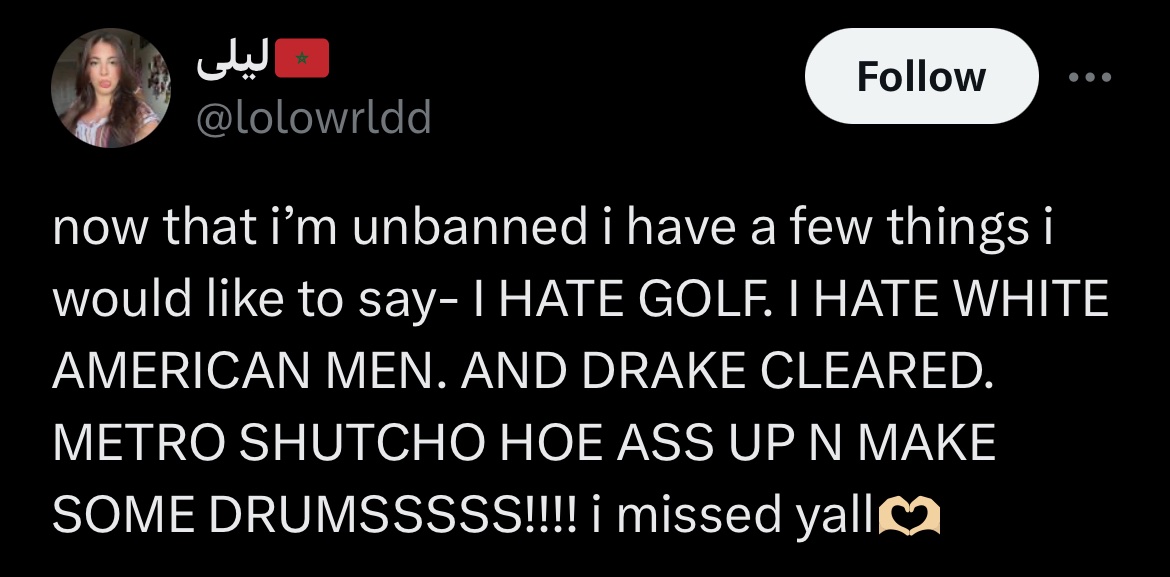 ليلى🇲🇦
@lolowrldd
Follow
now that i’m unbanned i have a few things i
would like to say- I HATE GOLF. I HATE WHITE
AMERICAN MEN. AND DRAKE CLEARED.
METRO SHUTCHO HOE ASS UP N MAKE
SOME DRUMSSSSS!!!! i missed yall🫶🏼